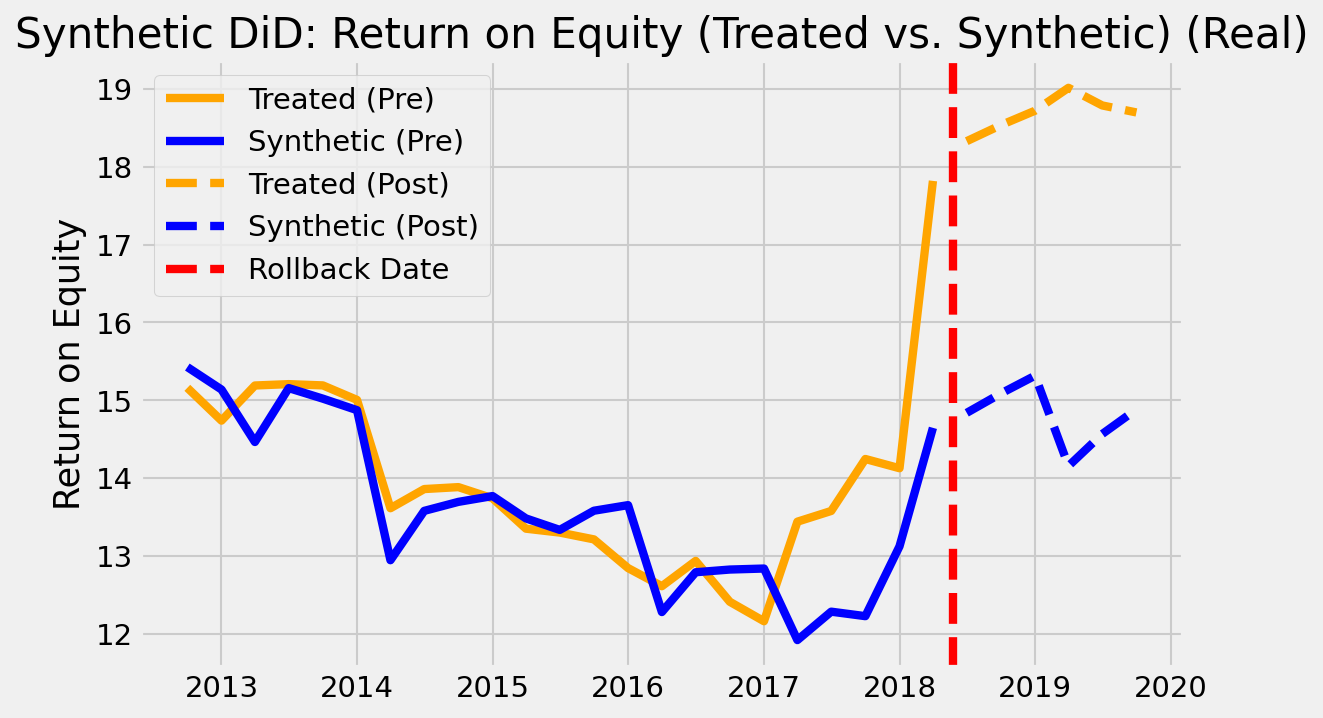 Synthetic DiD: Return on Equity (Treated vs. Synthetic) (Real)
Treated (Pre)
Synthetic (Pre)
Treated (Post)
Synthetic (Post)
Rollback Date
Return on Equity
19
18
17
16
15
14
13
12
2013 2014 2015 2016 2017 2018 2019 2020